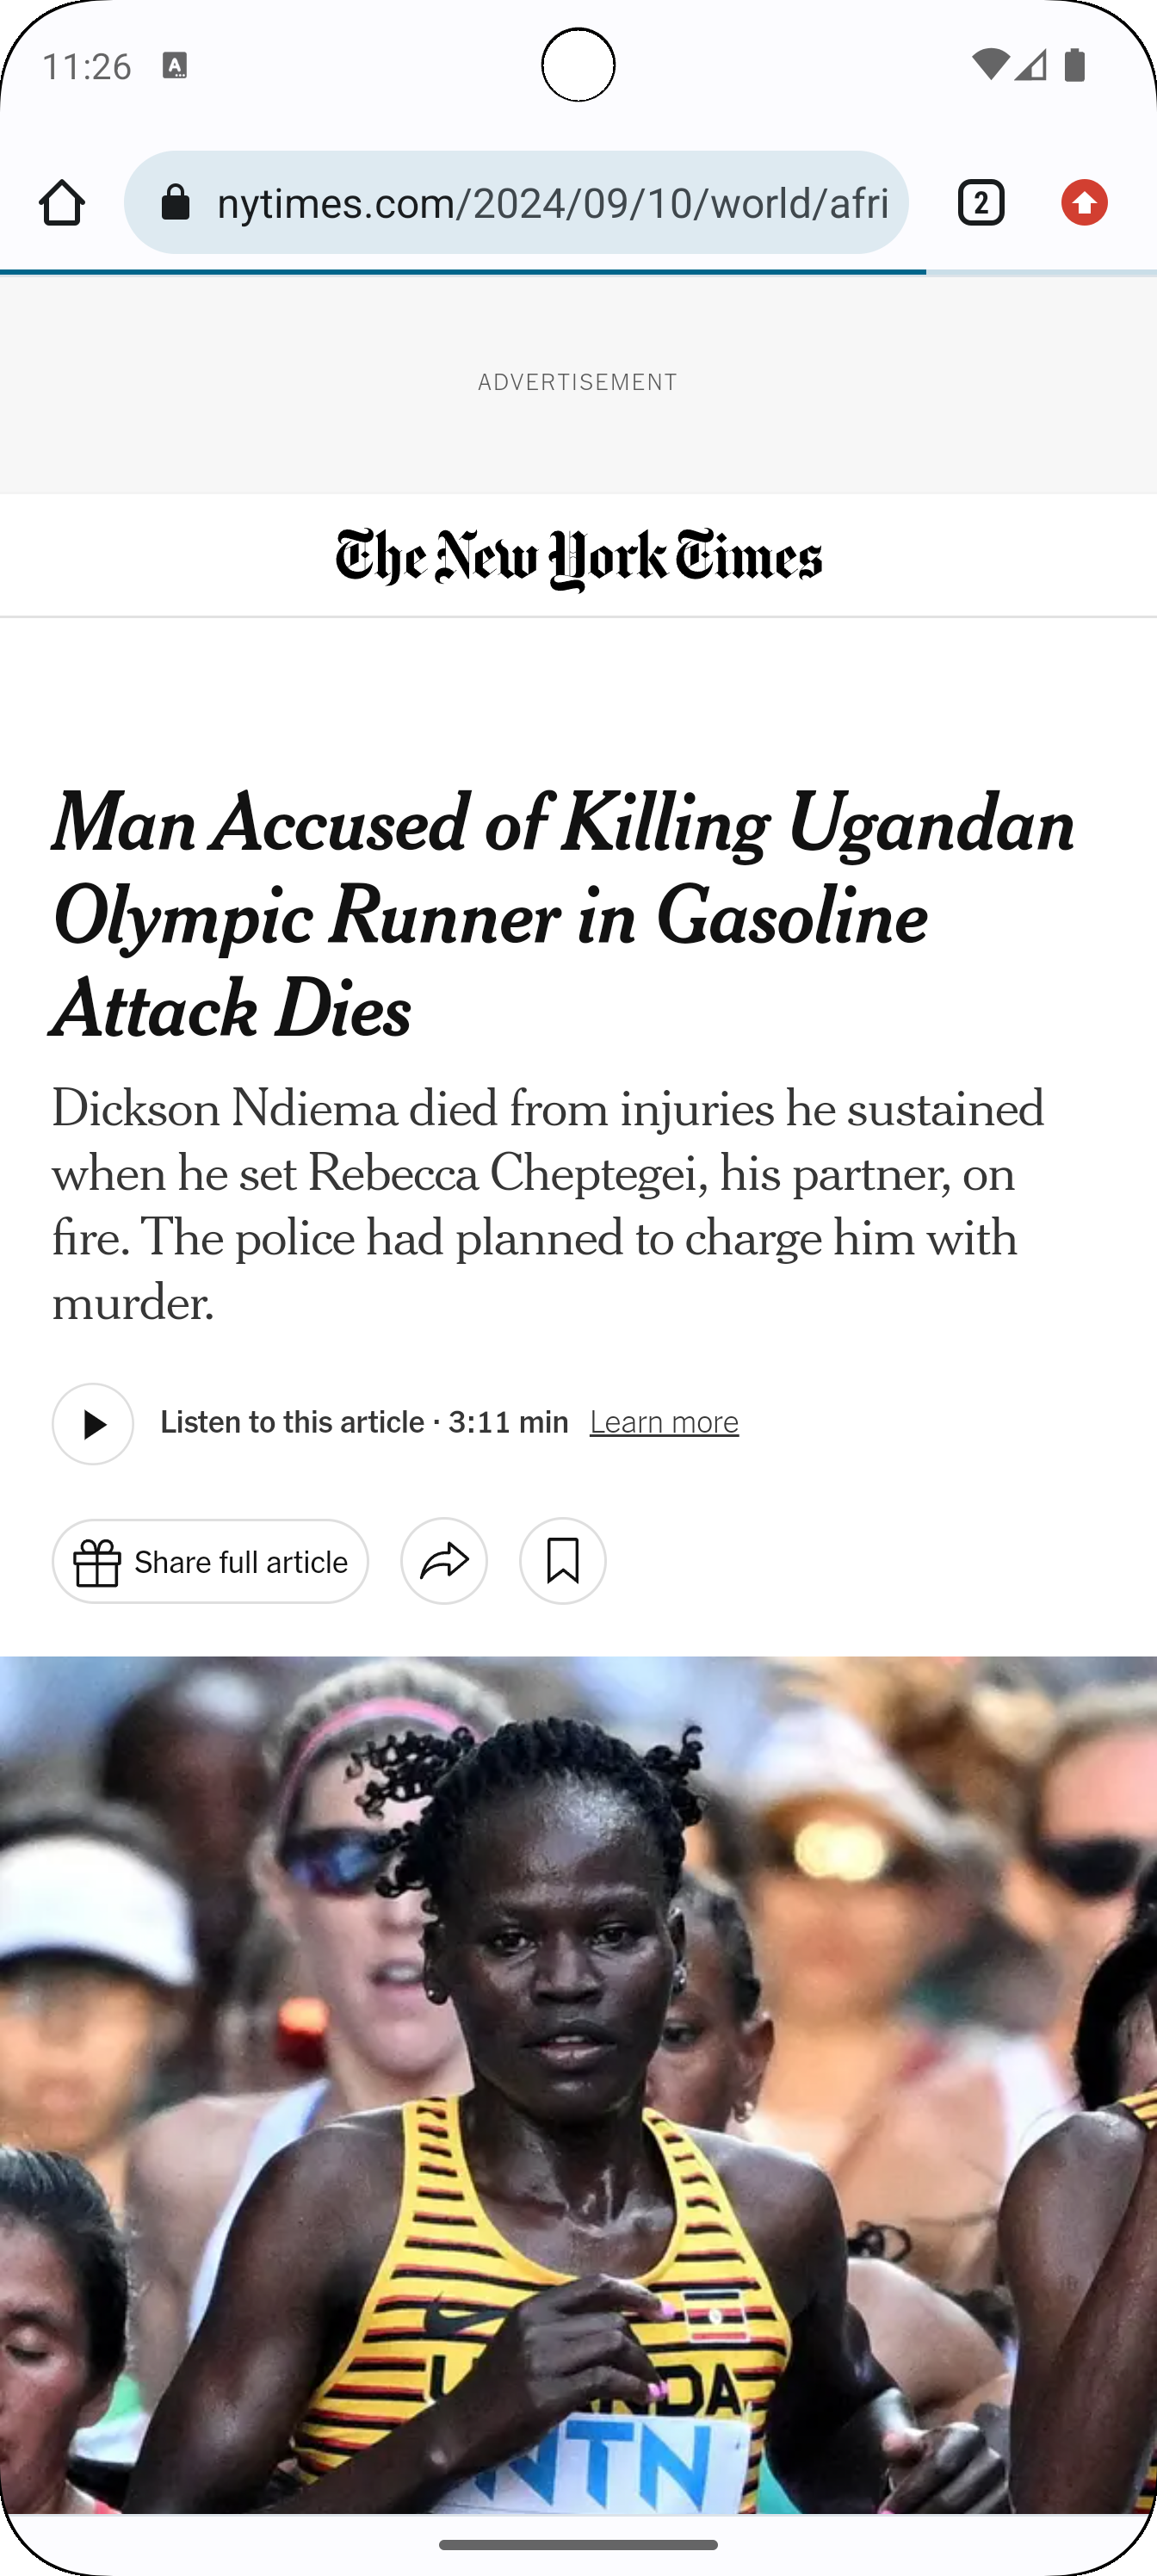 11:26
A
nytimes.com/2024/09/10/world/afri
2
ADVERTISEMENT
The New York Times
Man Accused of Killing Ugandan
Olympic Runner in Gasoline
Attack Dies
Dickson Ndiema died from injuries he sustained
when he set Rebecca Cheptegei, his partner, on
fire. The police had planned to charge him with
murder.
Listen to this article · 3:11 min Learn more
Share full article
WTN